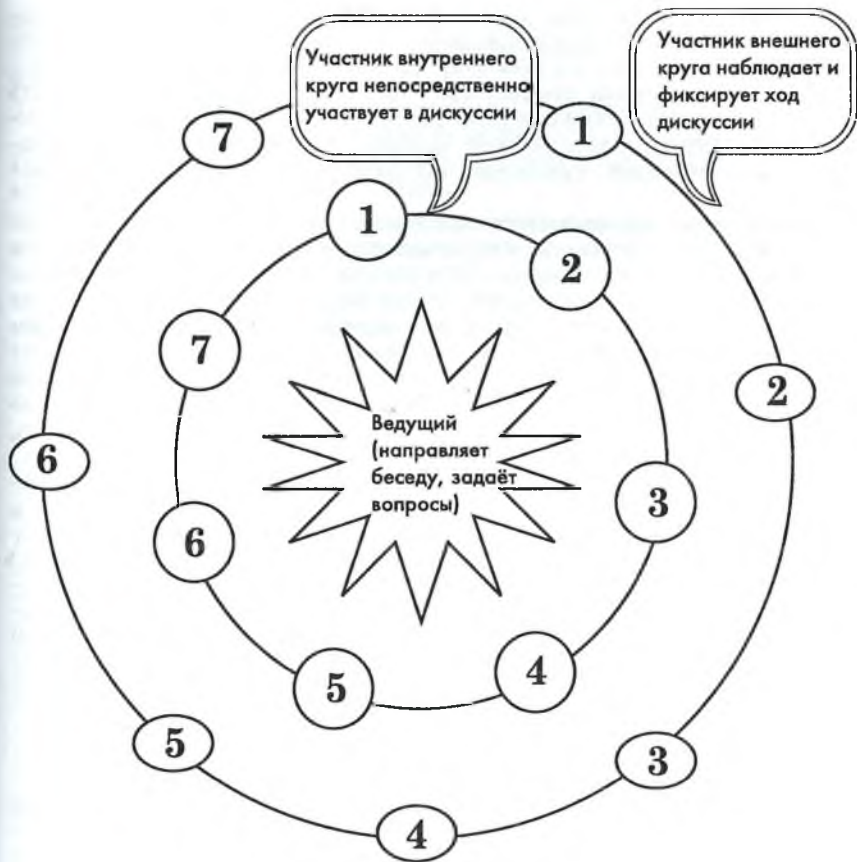 Участник внутреннего
круга непосредственно
участвует в дискуссии
Участник внешнего
круга наблюдает и
фиксирует ход
дискуссии
7
1
1
2
7
2
Ведущий
(направляет
беседу, задаёт
вопросы)
6
3
6
5
4
5
3
4